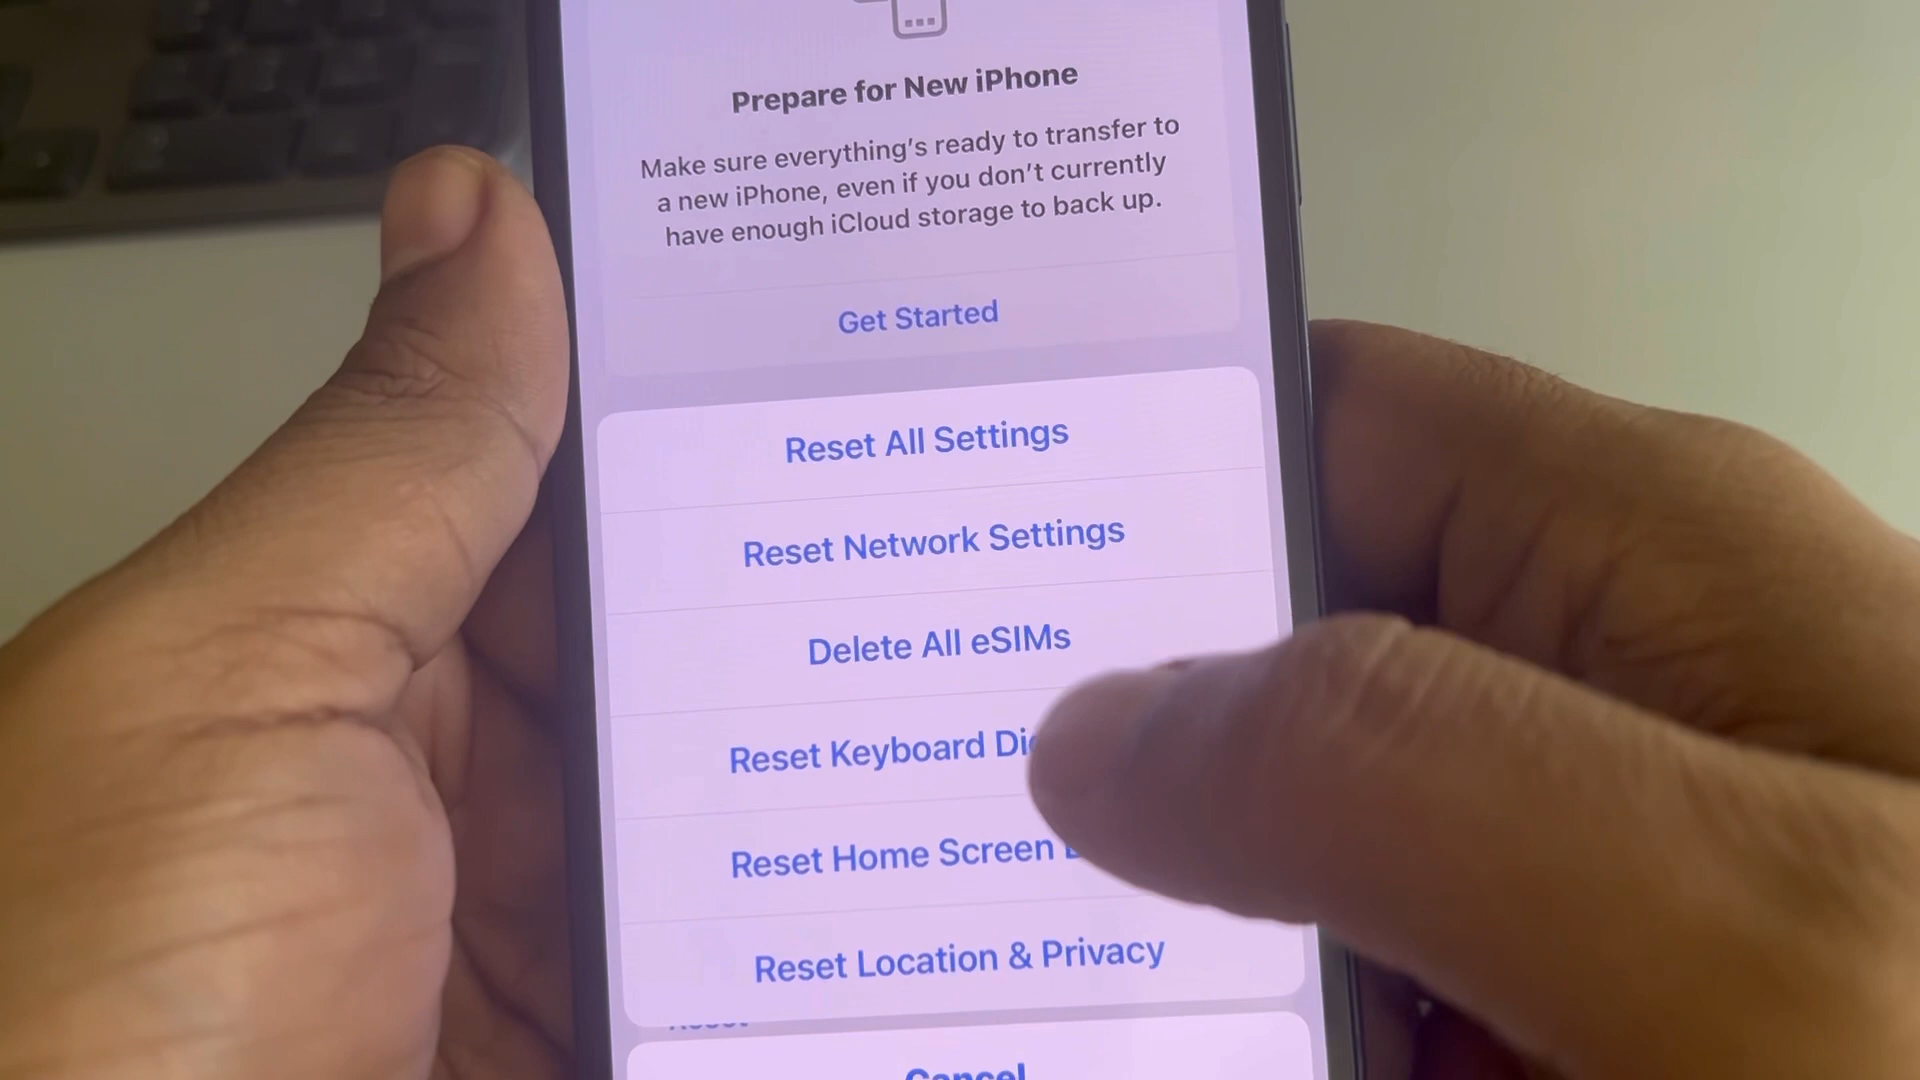 Prepare for New iPhone
Make sure everything's ready to transfer to
a new iPhone, even if you don't currently
have enough iCloud storage to back up.
Get Started
Reset All Settings
Reset Network Settings
Delete All eSIMs
Reset Keyboard
Reset Home Screen
Reset Location & Privacy
Cancel